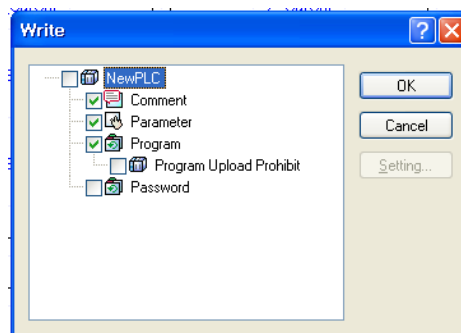 Write
NewPLC
OK
Comment
Parameter
Cancel
Program
Program Upload Prohibit
Setting...
Password